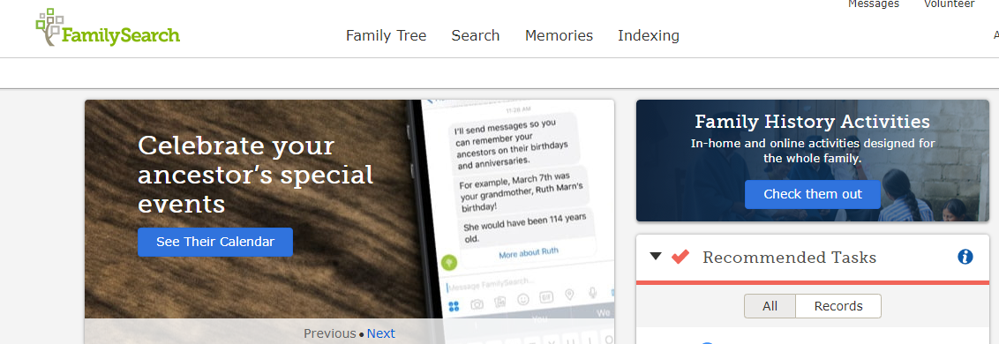 Messages Volunteer
FamilySearch
Family Tree Search Memories Indexing
A
Celebrate your
ancestor's special
events
See Their Calendar
11:28 AM
I'll send messages so you
can remember your
ancestors on their birthdays
and anniversaries.
For example, March 7th was
your grandmother, Ruth Marn's
birthday!
She would have been 114 years
old.
More about Ruth
Message FamilySearch...
GIF
I You We
Q W E R T Y U I O
Previous • Next
Family History Activities
In-home and online activities designed for
the whole family.
Check them out
Recommended Tasks
i
All Records